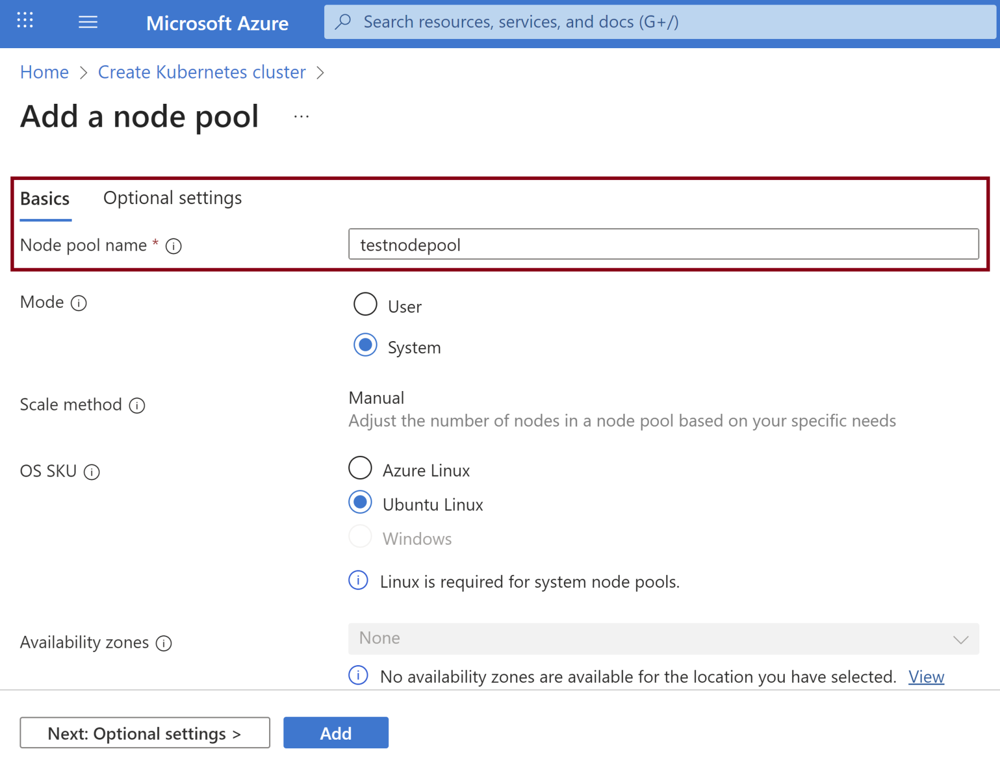 Microsoft Azure
Search resources, services, and docs (G+/)
Home > Create Kubernetes cluster >
Add a node pool ...
Basics Optional settings
Node pool name * testnodepool
Mode User
System
Scale method Manual
Adjust the number of nodes in a node pool based on your specific needs
OS SKU Azure Linux
Ubuntu Linux
Windows
Linux is required for system node pools.
Availability zones None
No availability zones are available for the location you have selected. View
Next: Optional settings > Add